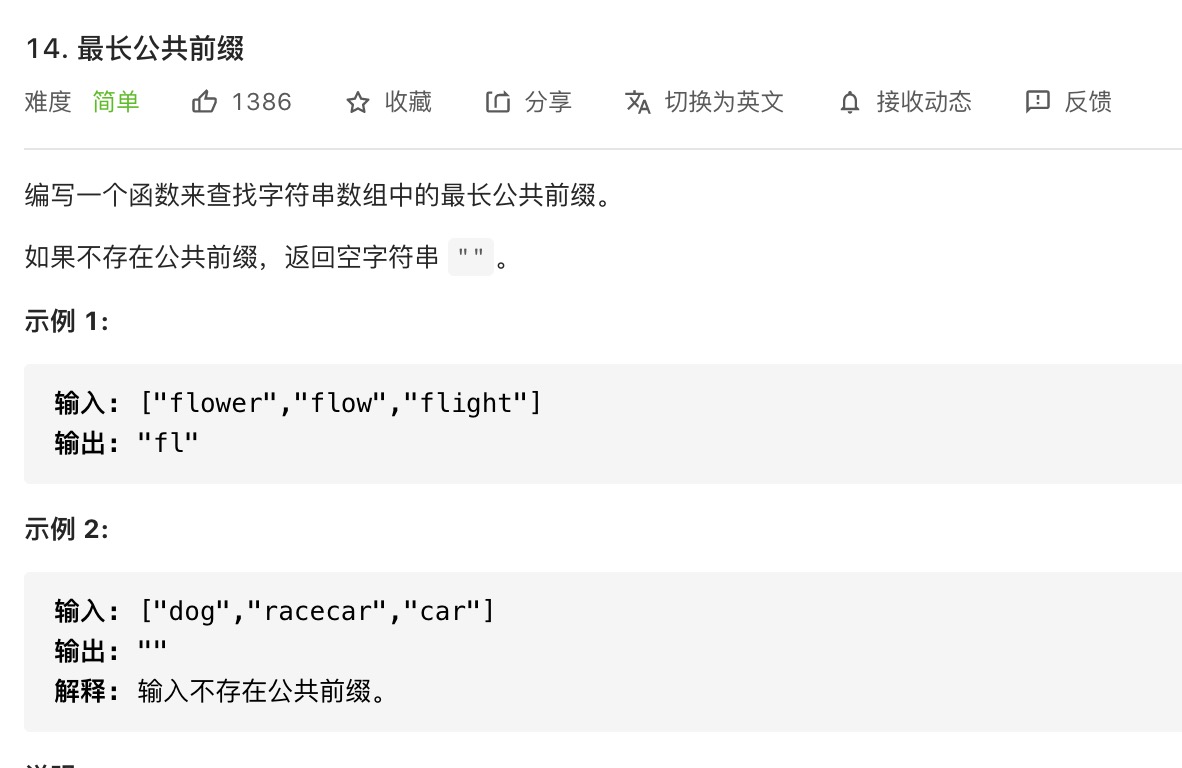 14. 最长公共前缀
难度 简单 1386 收藏 分享 切换为英文 接收动态 反馈
编写一个函数来查找字符串数组中的最长公共前缀。
如果不存在公共前缀，返回空字符串 ""。
示例 1:
输入: ["flower","flow","flight"]
输出: "fl"
示例 2:
输入: ["dog","racecar","car"]
输出: ""
解释: 输入不存在公共前缀。